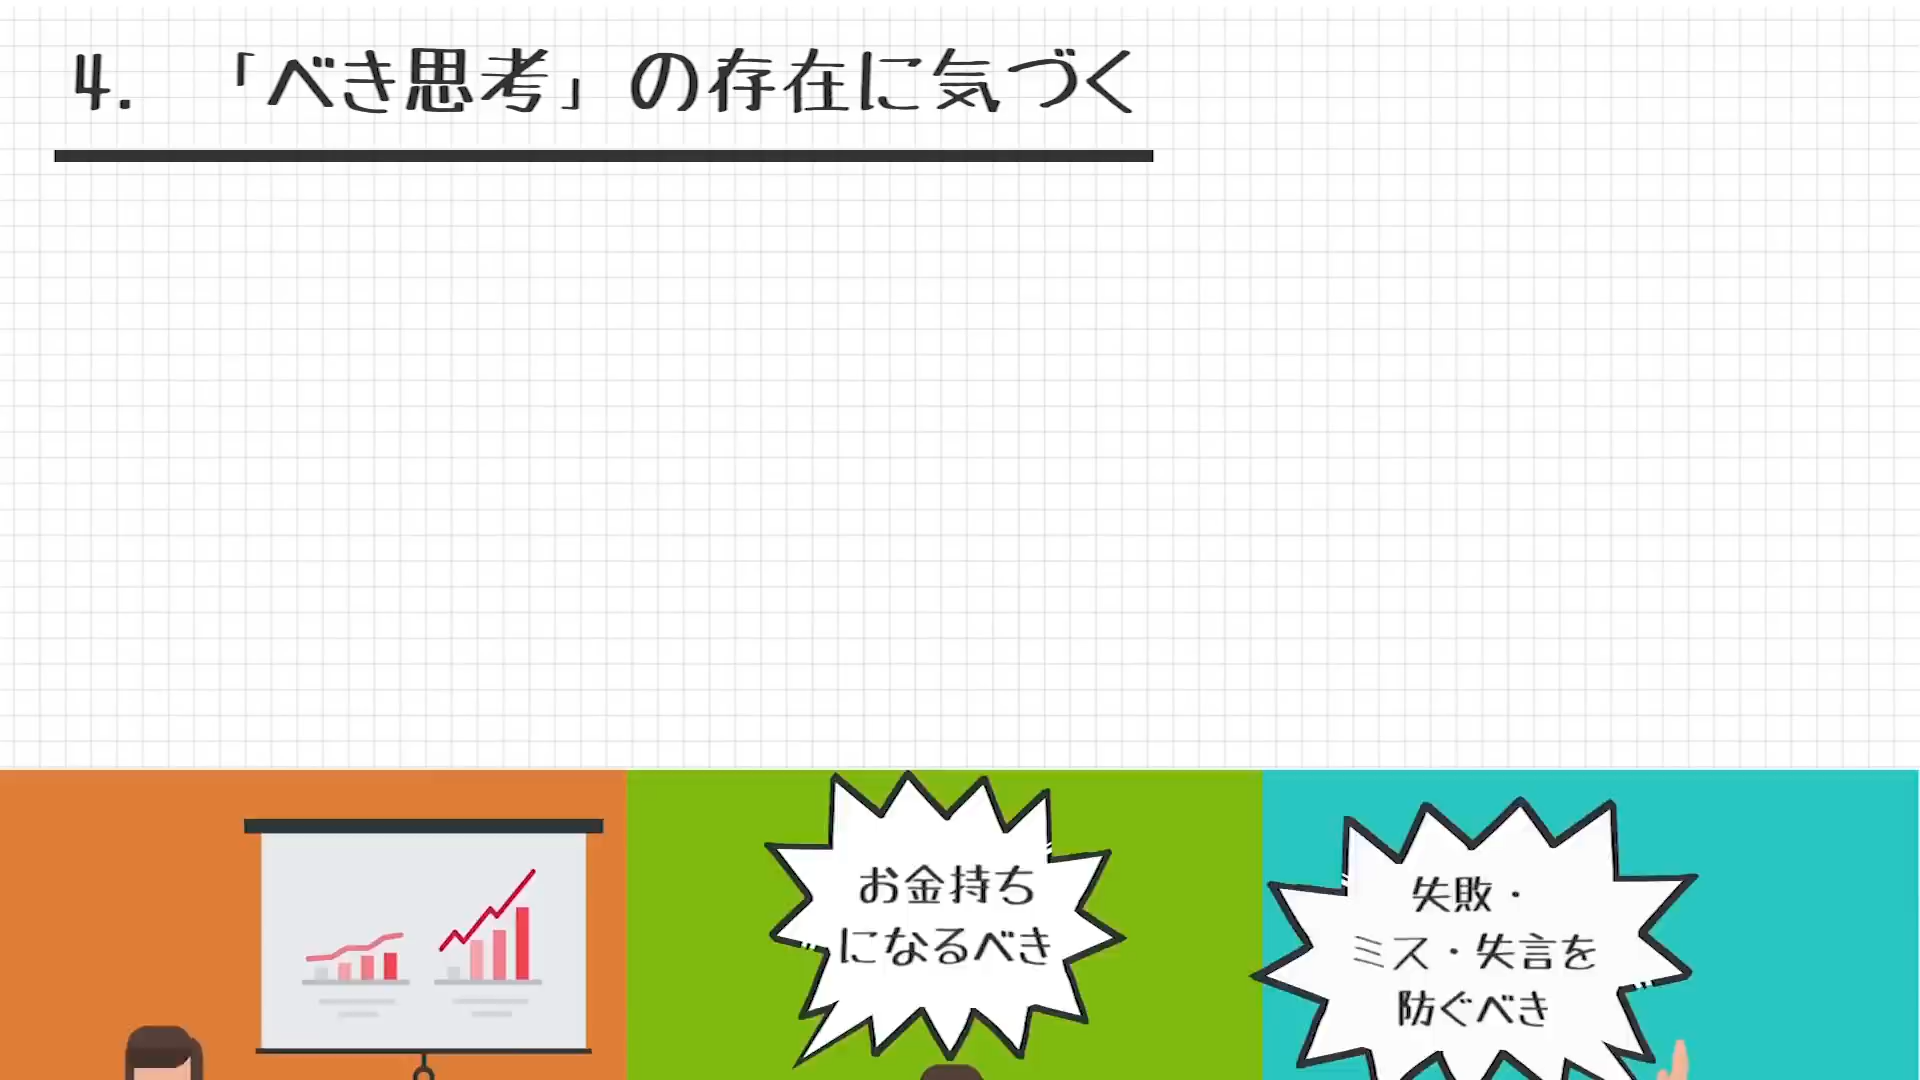 4. 「べき思考」の存在に気づく
お金持ち
になるべき
失敗・
ミス・失言を
防ぐべき